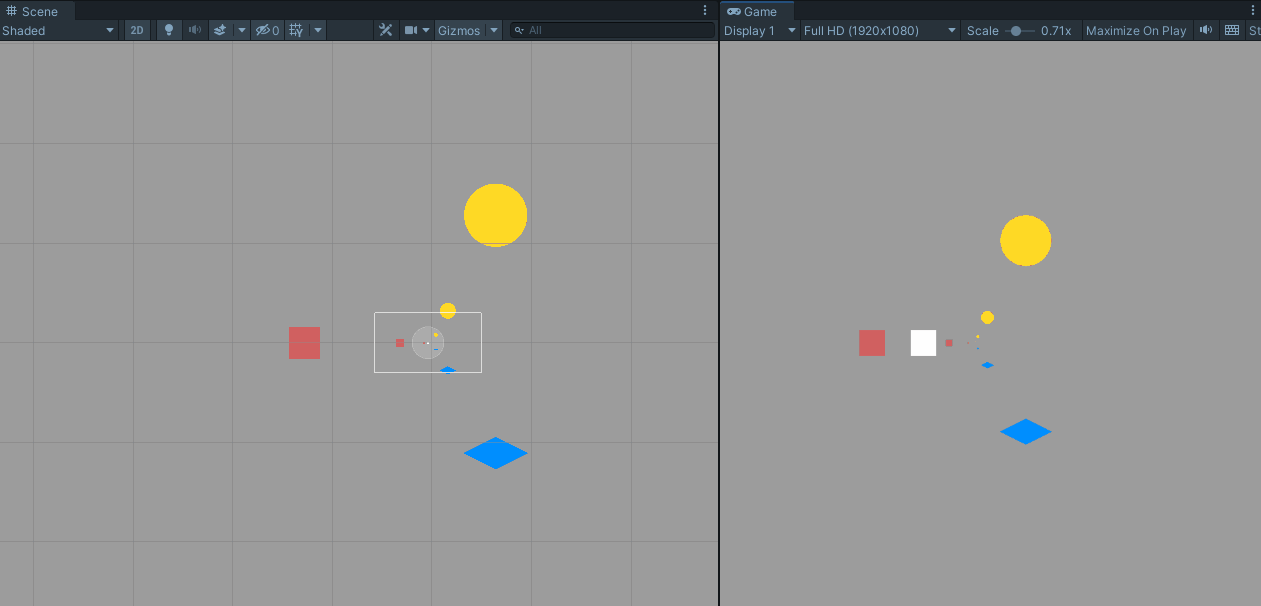 Scene
Game
Shaded
2D
0
Gizmos
All
Display 1
Full HD (1920x1080)
Scale
0.71x
Maximize On Play
St